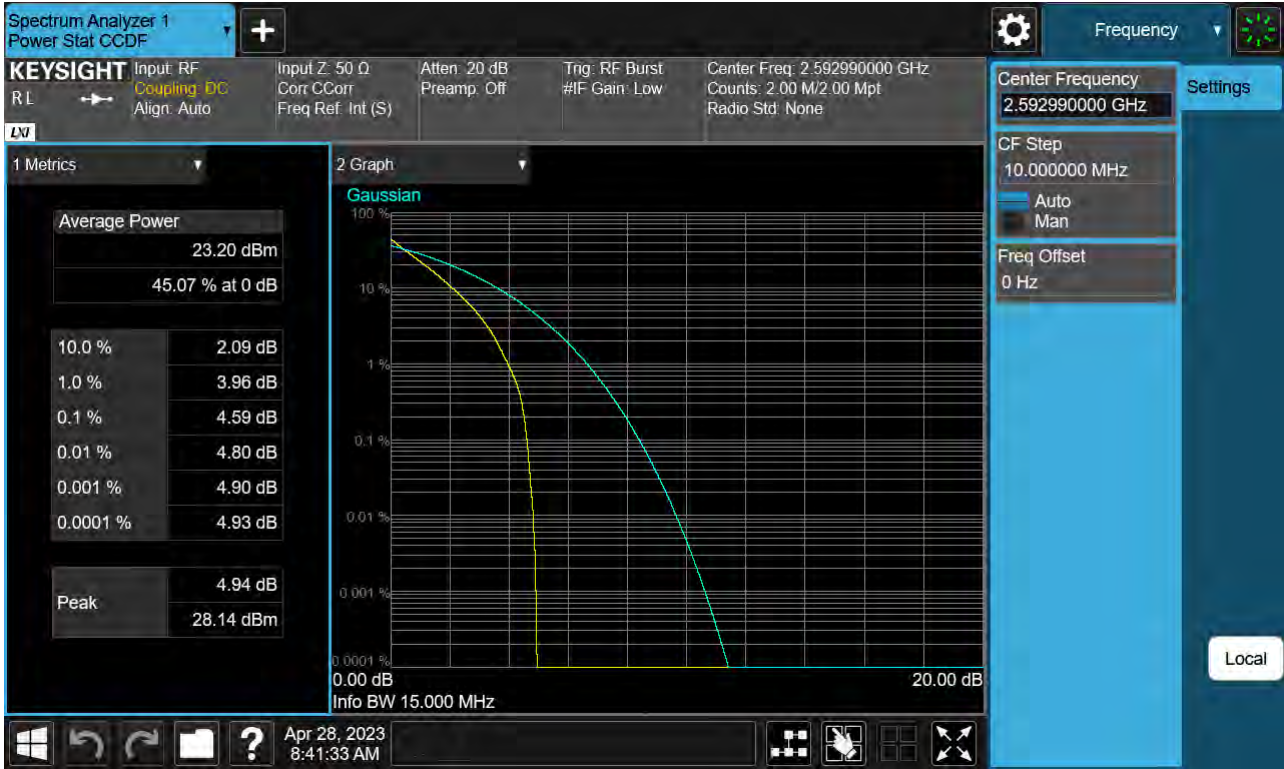 Spectrum Analyzer 1
Power Stat CCDF
+
Frequency
KEYSIGHT
R L
LXI
Input: RF
Coupling: DC
Align: Auto
Input Z: 50 Ω
Corr CCorr
Freq Ref: Int (S)
Atten: 20 dB
Preamp: Off
Trig: RF Burst
#IF Gain: Low
Center Freq: 2.592990000 GHz
Counts: 2.00 M/2.00 Mpt
Radio Std: None
1 Metrics
Average Power
23.20 dBm
45.07 % at 0 dB
10.0 % 2.09 dB
1.0 % 3.96 dB
0.1 % 4.59 dB
0.01 % 4.80 dB
0.001 % 4.90 dB
0.0001 % 4.93 dB
Peak
4.94 dB
28.14 dBm
2 Graph
Gaussian
100 %
10 %
1 %
0.1 %
0.01 %
0.001 %
0.0001 %
0.00 dB 20.00 dB
Info BW 15.000 MHz
Center Frequency
2.592990000 GHz
CF Step
10.000000 MHz
Auto
Man
Freq Offset
0 Hz
Settings
Local
?
Apr 28, 2023
8:41:33 AM